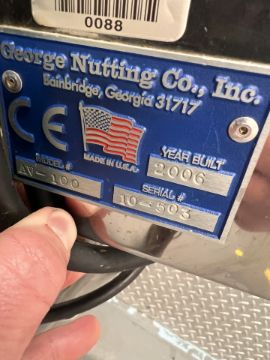 0088
George Nutting Co., Inc.
Bainbridge, Georgia 31717
CE
MADE IN U.S.A.
MODEL #
AV-100
YEAR BUILT
2006
SERIAL #
10-503